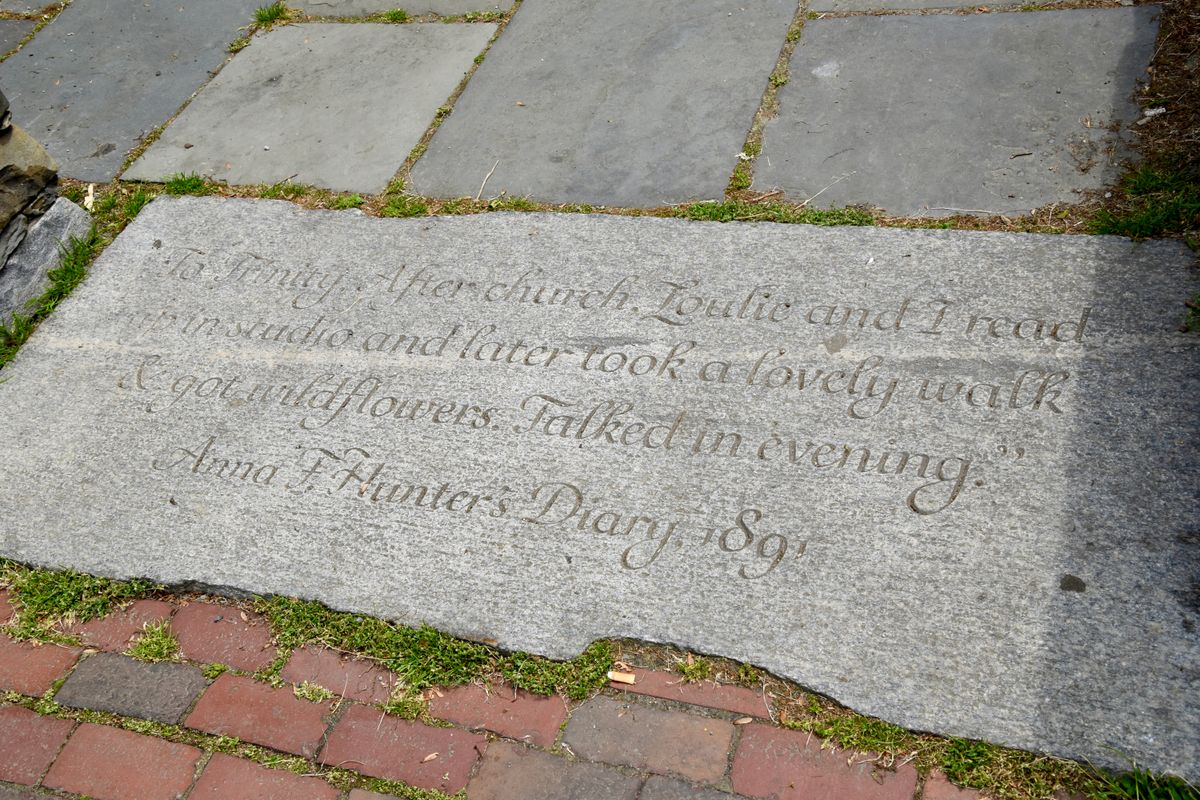 To Trinity. After church, Loulie and I read
up in studio and later took a lovely walk
& got wildflowers. Talked in evening."
Anna F. Hunter's Diary, 1891